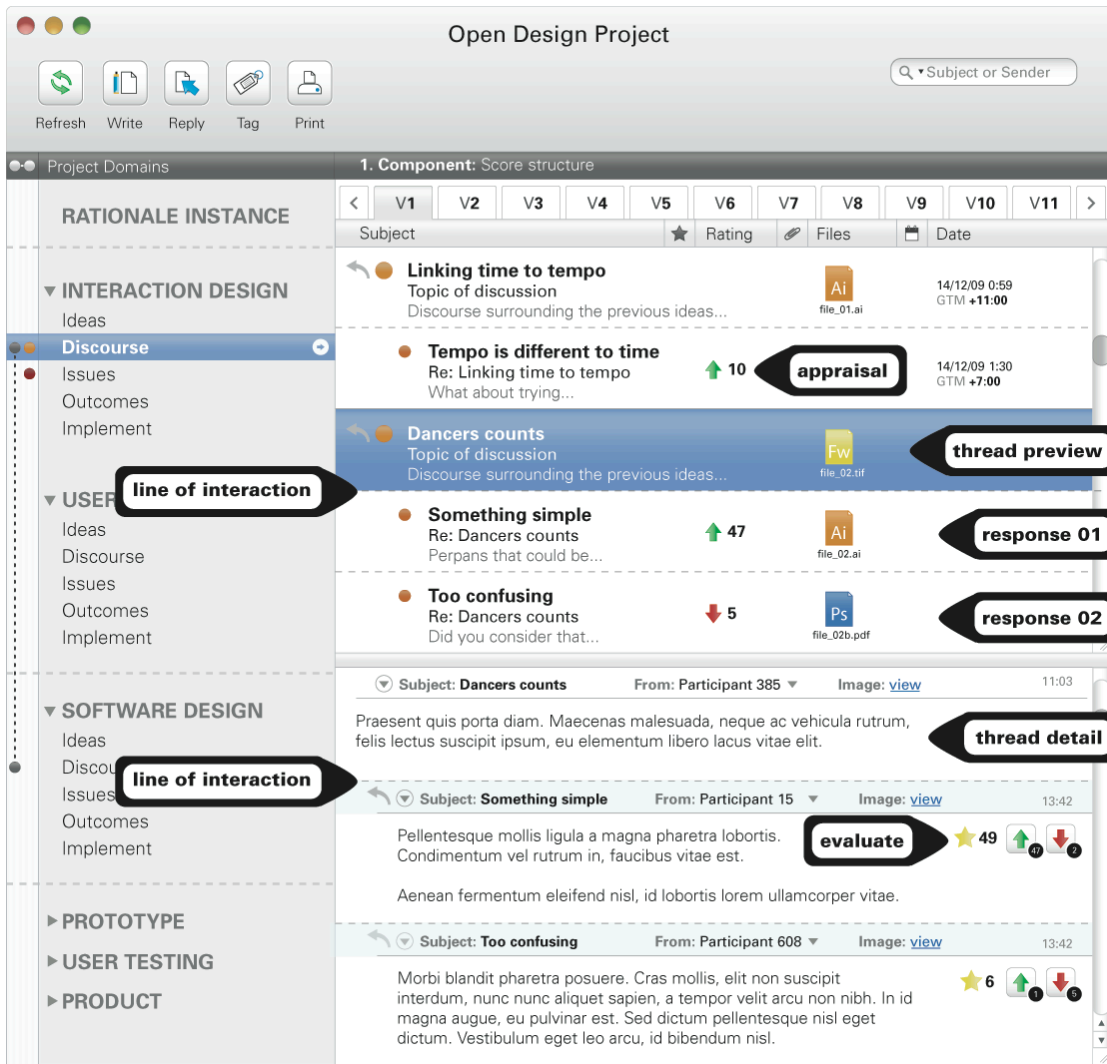 Open Design Project
Subject or Sender
Refresh Write Reply Tag Print
Project Domains
RATIONALE INSTANCE
INTERACTION DESIGN
Ideas
Discourse
Issues
Outcomes
Implement
line of interaction
USER
Ideas
Discourse
Issues
Outcomes
Implement
SOFTWARE DESIGN
Ideas
Discou
line of interaction
Issues
Outcomes
Implement
PROTOTYPE
USER TESTING
PRODUCT
1. Component: Score structure
< V1 V2 V3 V4 V5 V6 V7 V8 V9 V10 V11 >
Subject Rating Files Date
Linking time to tempo
Topic of discussion
Discourse surrounding the previous ideas...
Ai
file_01.ai
14/12/09 0:59
GTM +11:00
Tempo is different to time
Re: Linking time to tempo
What about trying...
10
appraisal
14/12/09 1:30
GTM +7:00
Dancers counts
Topic of discussion
Discourse surrounding the previous ideas...
Fw
file_02.tif
thread preview
Something simple
Re: Dancers counts
Perpans that could be...
47
Ai
file_02.ai
response 01
Too confusing
Re: Dancers counts
Did you consider that...
5
Ps
file_02b.pdf
response 02
Subject: Dancers counts From: Participant 385 Image: view 11:03
Praesent quis porta diam. Maecenas malesuada, neque ac vehicula rutrum,
felis lectus suscipit ipsum, eu elementum libero lacus vitae elit.
thread detail
Subject: Something simple From: Participant 15 Image: view 13:42
Pellentesque mollis ligula a magna pharetra lobortis.
Condimentum vel rutrum in, faucibus vitae est.
evaluate
49 47 2
Aenean fermentum eleifend nisl, id lobortis lorem ullamcorper vitae.
Subject: Too confusing From: Participant 608 Image: view 13:42
Morbi blandit pharetra posuere. Cras mollis, elit non suscipit
interdum, nunc nunc aliquet sapien, a tempor velit arcu non nibh. In id
magna augue, eu pulvinar est. Sed dictum pellentesque nisl eget
dictum. Vestibulum eget leo arcu, id bibendum nisl.
6 1 5